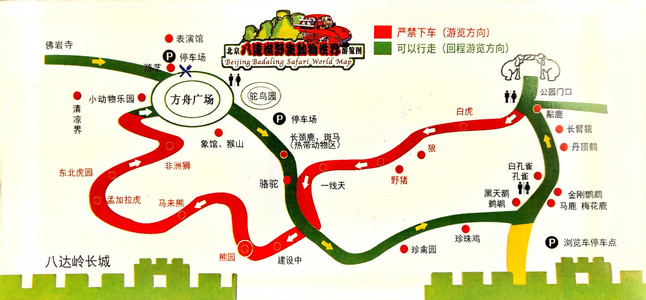 北京八达岭野生动物世界游览图
Beijing Badaling Safari World Map
严禁下车（游览方向）
可以行走（回程游览方向）
佛岩寺
表演馆
P 停车场
游艺
小动物乐园
方舟广场
鸵鸟园
清凉界
象馆、猴山
P 停车场
长颈鹿、斑马
(热带动物区)
骆驼
一线天
非洲狮
东北虎园
孟加拉虎
马来熊
熊园
建设中
八达岭长城
白虎
狼
野猪
公园门口
黇鹿
长臂猿
丹顶鹤
白孔雀
孔雀
黑天鹅
鹈鹕
金刚鹦鹉
马鹿 梅花鹿
珍珠鸡
珍禽园
P 浏览车停车点